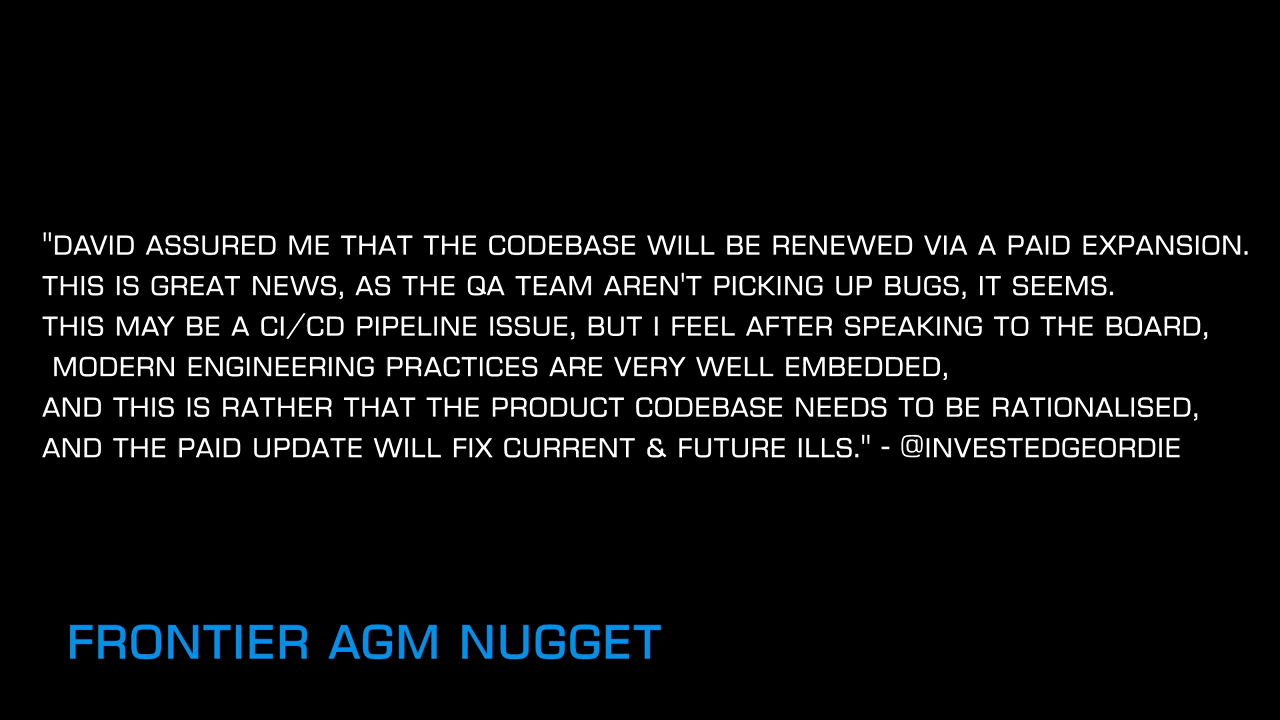 "DAVID ASSURED ME THAT THE CODEBASE WILL BE RENEWED VIA A PAID EXPANSION.
THIS IS GREAT NEWS, AS THE QA TEAM AREN'T PICKING UP BUGS, IT SEEMS.
THIS MAY BE A CI/CD PIPELINE ISSUE, BUT I FEEL AFTER SPEAKING TO THE BOARD,
MODERN ENGINEERING PRACTICES ARE VERY WELL EMBEDDED,
AND THIS IS RATHER THAT THE PRODUCT CODEBASE NEEDS TO BE RATIONALISED,
AND THE PAID UPDATE WILL FIX CURRENT & FUTURE ILLS." - @INVESTEDGEORDIE
FRONTIER AGM NUGGET